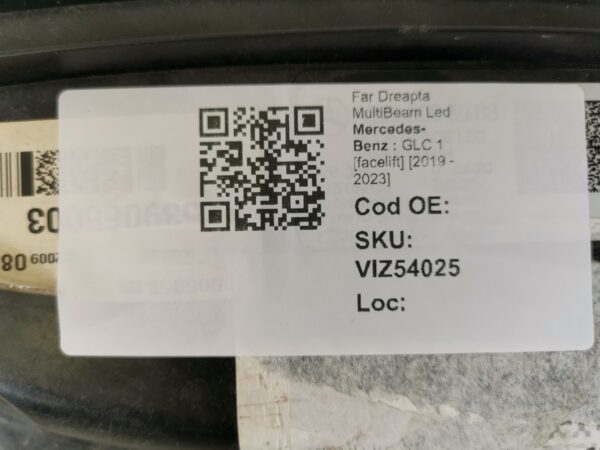 Far Dreapta
MultiBeam Led
Mercedes-
Benz : GLC 1
[facelift] [2019 -
2023]
Cod OE:
SKU:
VIZ54025
Loc: